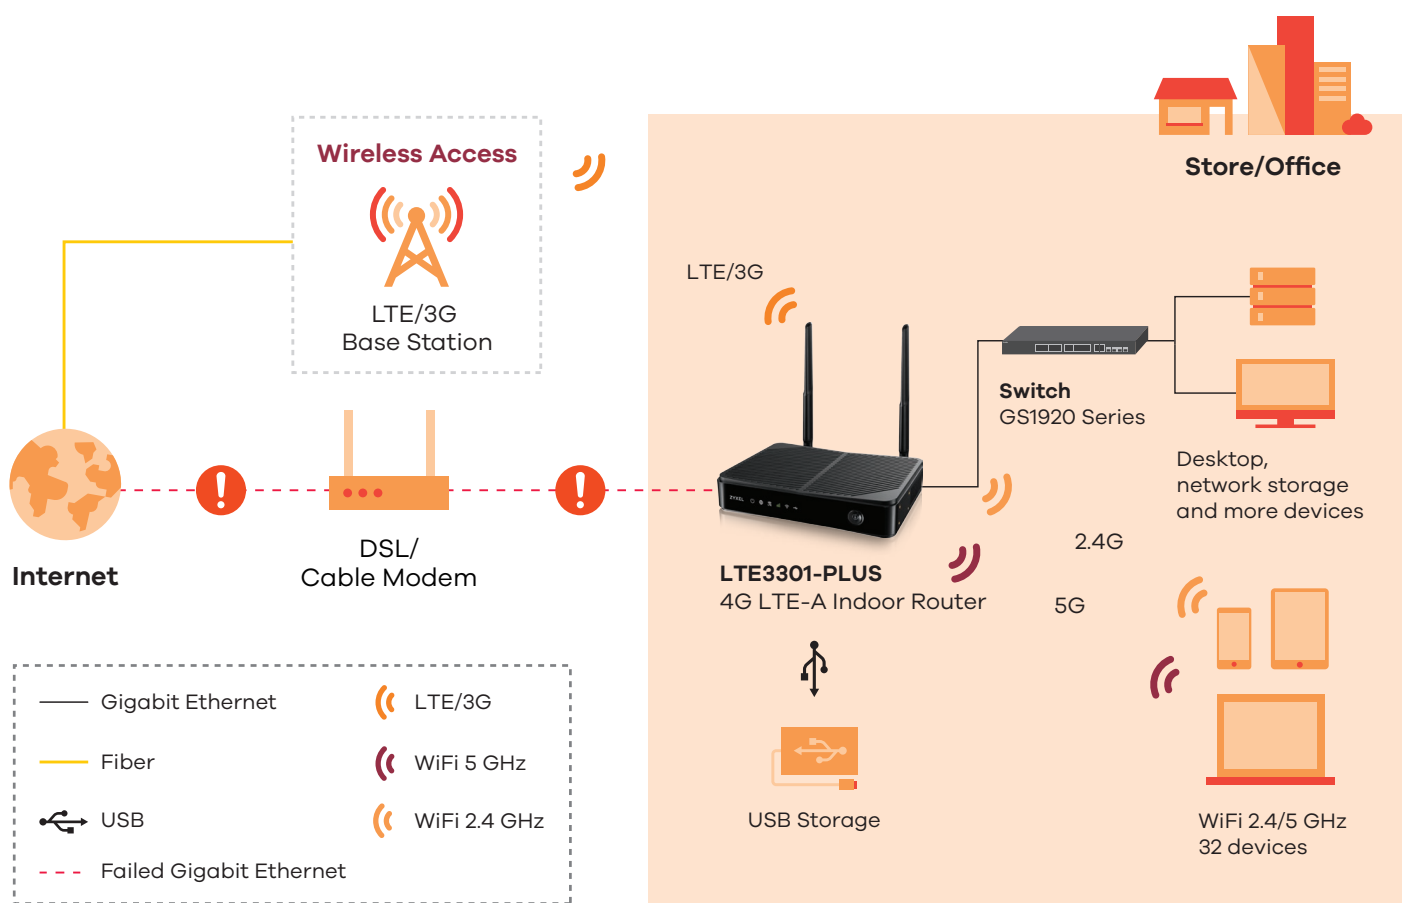 Wireless Access
LTE/3G
Base Station
Store/Office
LTE/3G
Switch
GS1920 Series
Desktop,
network storage
and more devices
Internet
DSL/
Cable Modem
ZYXEL
LTE3301-PLUS
4G LTE-A Indoor Router
2.4G
5G
USB Storage
WiFi 2.4/5 GHz
32 devices
Gigabit Ethernet
LTE/3G
Fiber
WiFi 5 GHz
USB
WiFi 2.4 GHz
Failed Gigabit Ethernet